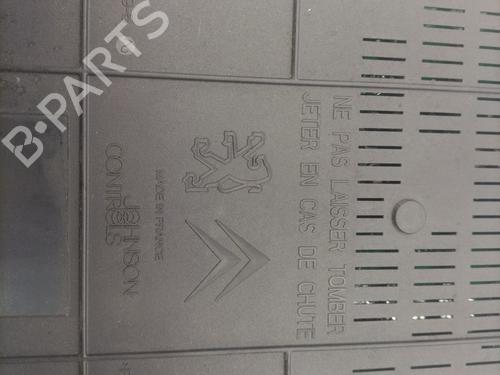 NE PAS LAISSER TOMBER
JETER EN CAS DE CHUTE
MADE IN FRANCE
JOHNSON
CONTROLS
B-PARTS